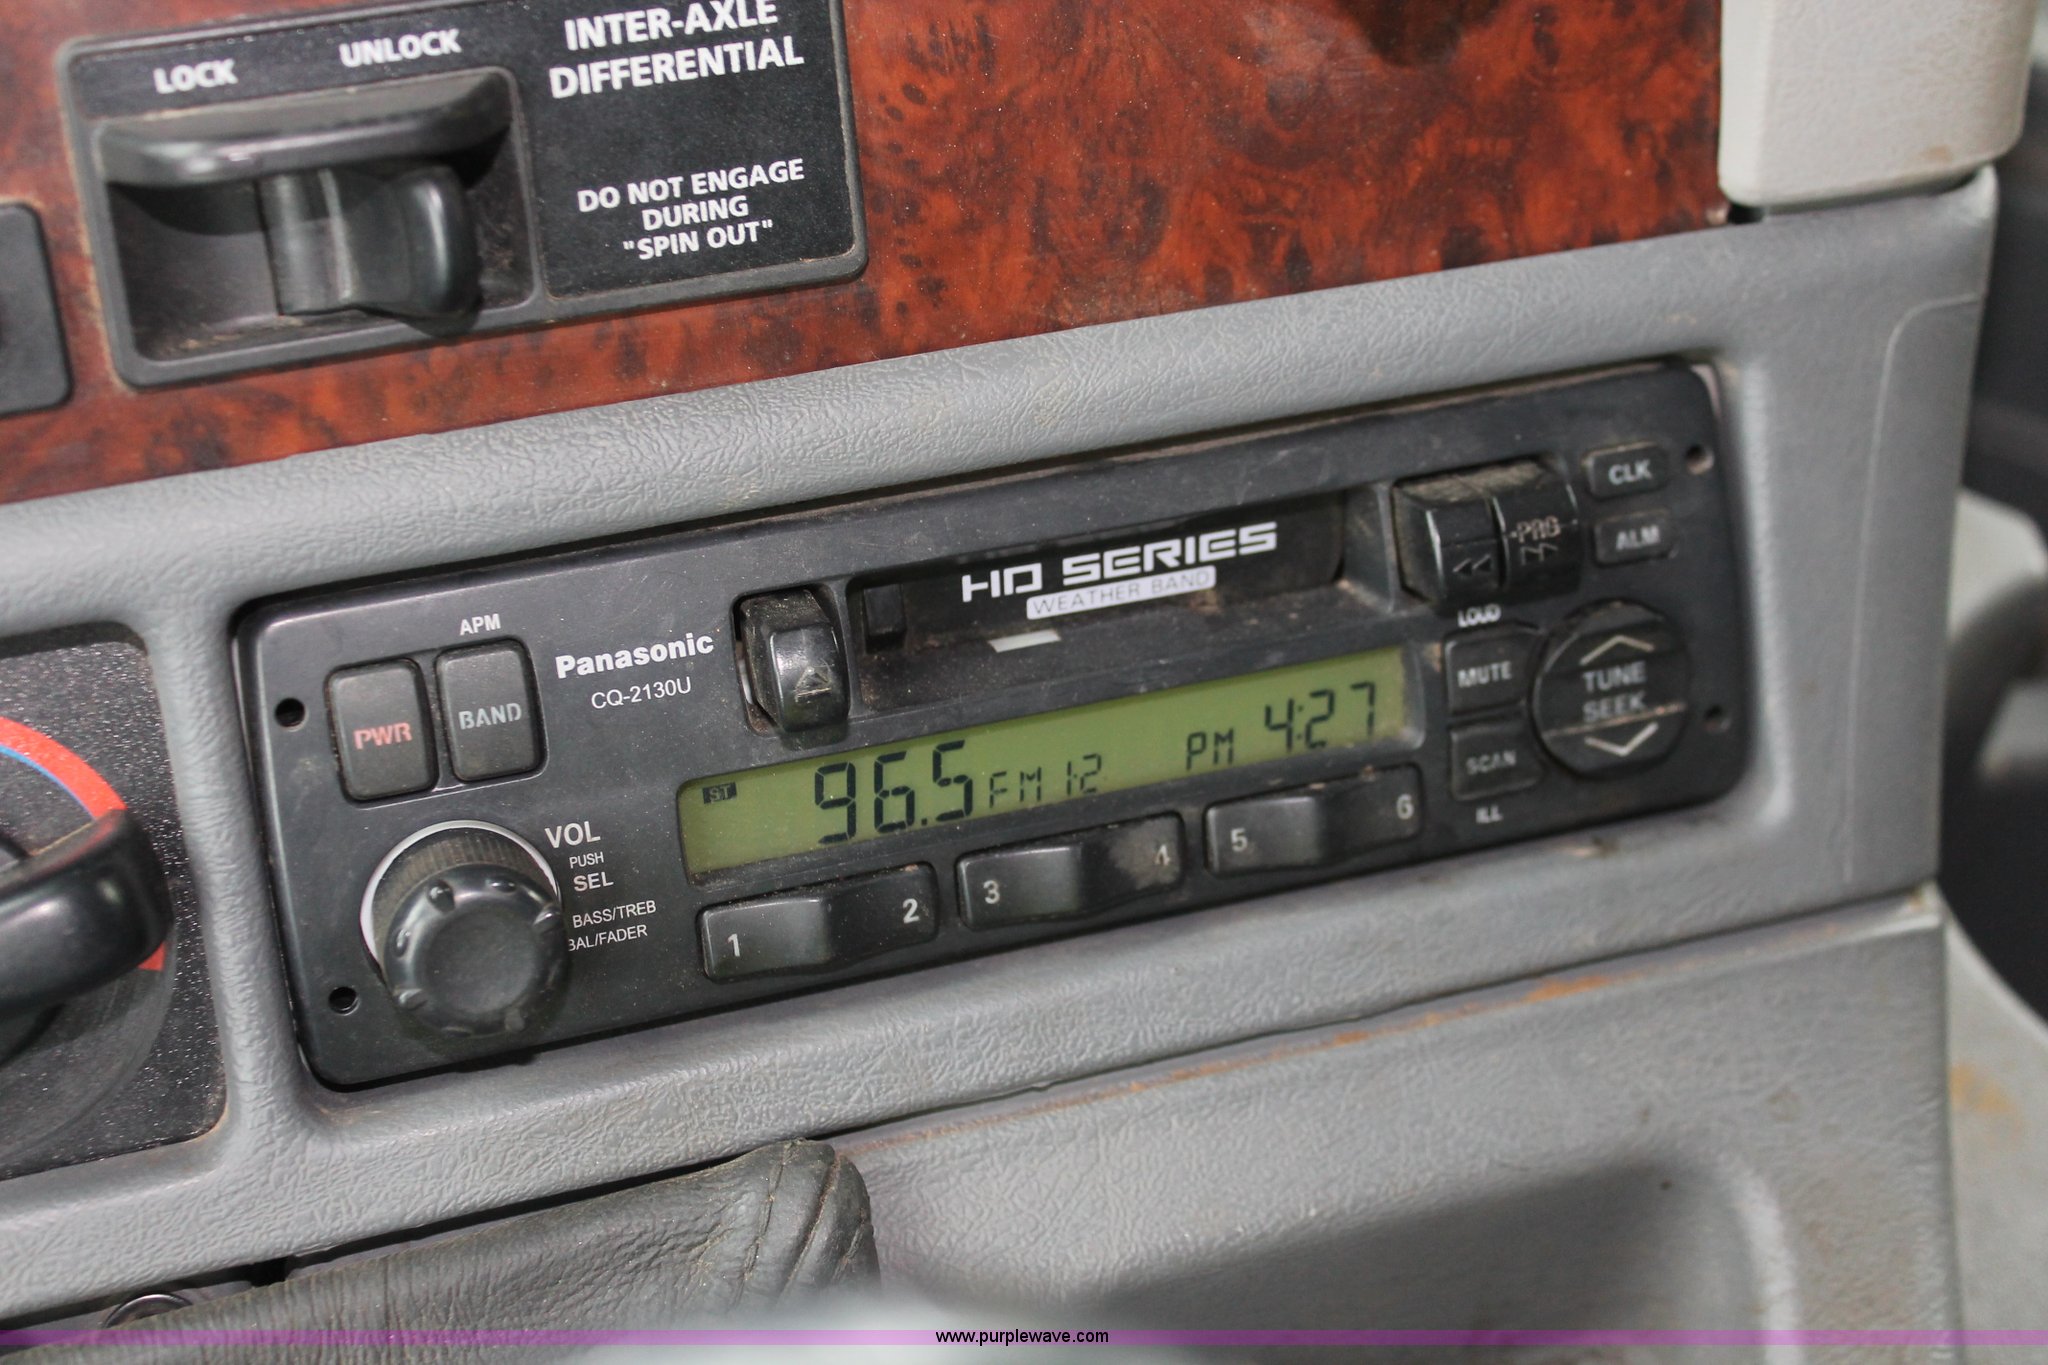 LOCK
UNLOCK
INTER-AXLE
DIFFERENTIAL
DO NOT ENGAGE
DURING
"SPIN OUT"
APM
PWR
BAND
Panasonic
CQ-2130U
HD SERIES
WEATHER BAND
PRG
CLK
ALM
LOUD
MUTE
TUNE
SEEK
SCAN
ILL
ST
96.5 FM1:2
PM 4:27
VOL
PUSH
SEL
BASS/TREB
BAL/FADER
1
2
3
4
5
6
www.purplewave.com